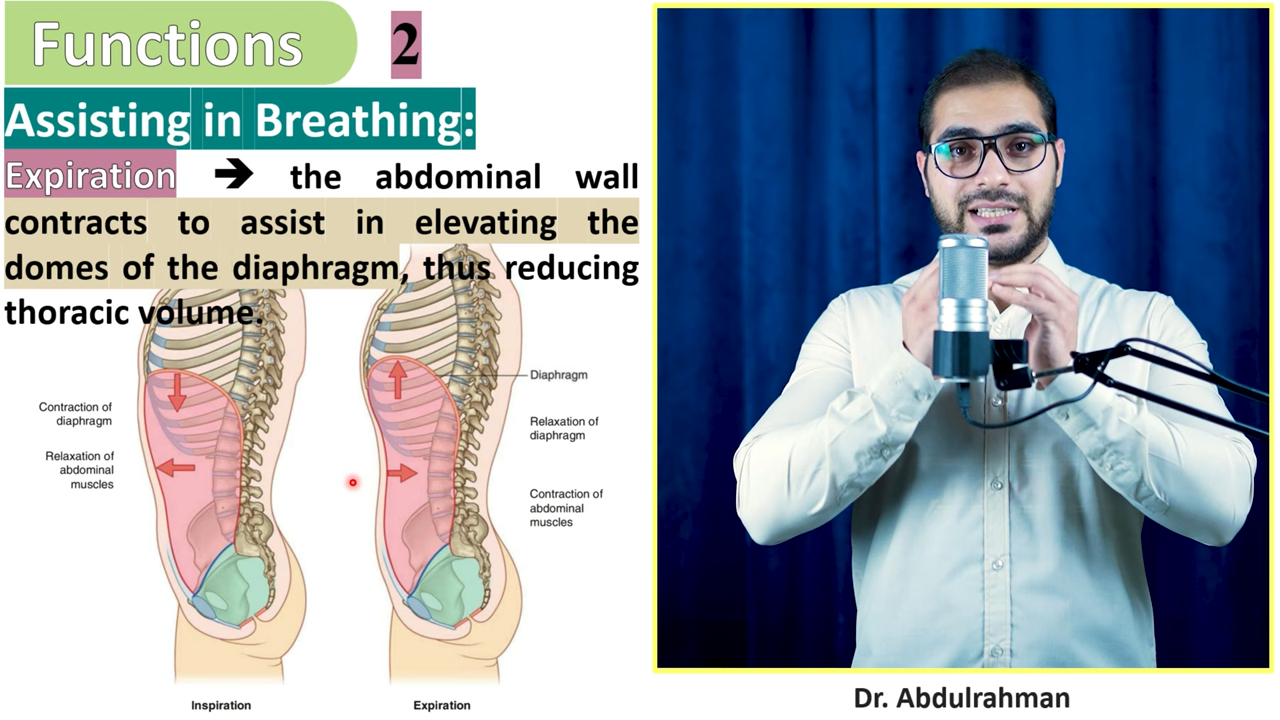 Functions 2
Assisting in Breathing:
Expiration ➔ the abdominal wall
contracts to assist in elevating the
domes of the diaphragm, thus reducing
thoracic volume.
Contraction of
diaphragm
Relaxation of
abdominal
muscles
Diaphragm
Relaxation of
diaphragm
Contraction of
abdominal
muscles
Inspiration
Expiration
Dr. Abdulrahman